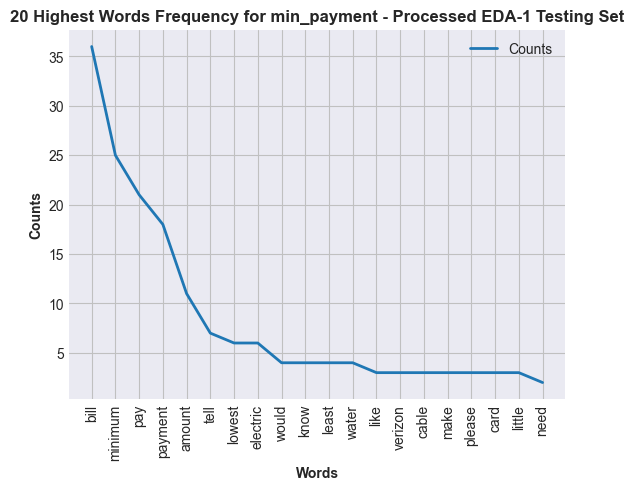 20 Highest Words Frequency for min_payment - Processed EDA-1 Testing Set
Counts
35
30
25
20
15
10
5
Counts
bill
minimum
pay
payment
amount
tell
lowest
electric
would
know
least
water
like
verizon
cable
make
please
card
little
need
Words